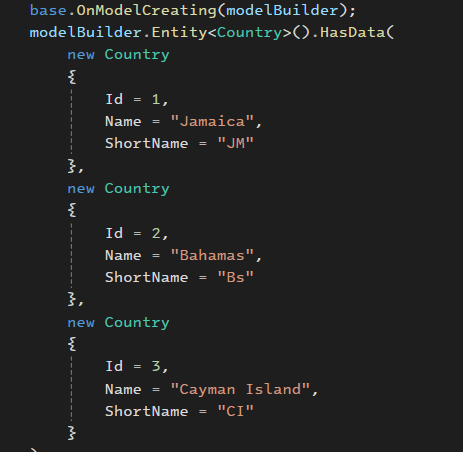 base.OnModelCreating(modelBuilder);
modelBuilder.Entity<Country>().HasData(
new Country
{
Id = 1,
Name = "Jamaica",
ShortName = "JM"
},
new Country
{
Id = 2,
Name = "Bahamas",
ShortName = "Bs"
},
new Country
{
Id = 3,
Name = "Cayman Island",
ShortName = "CI"
}